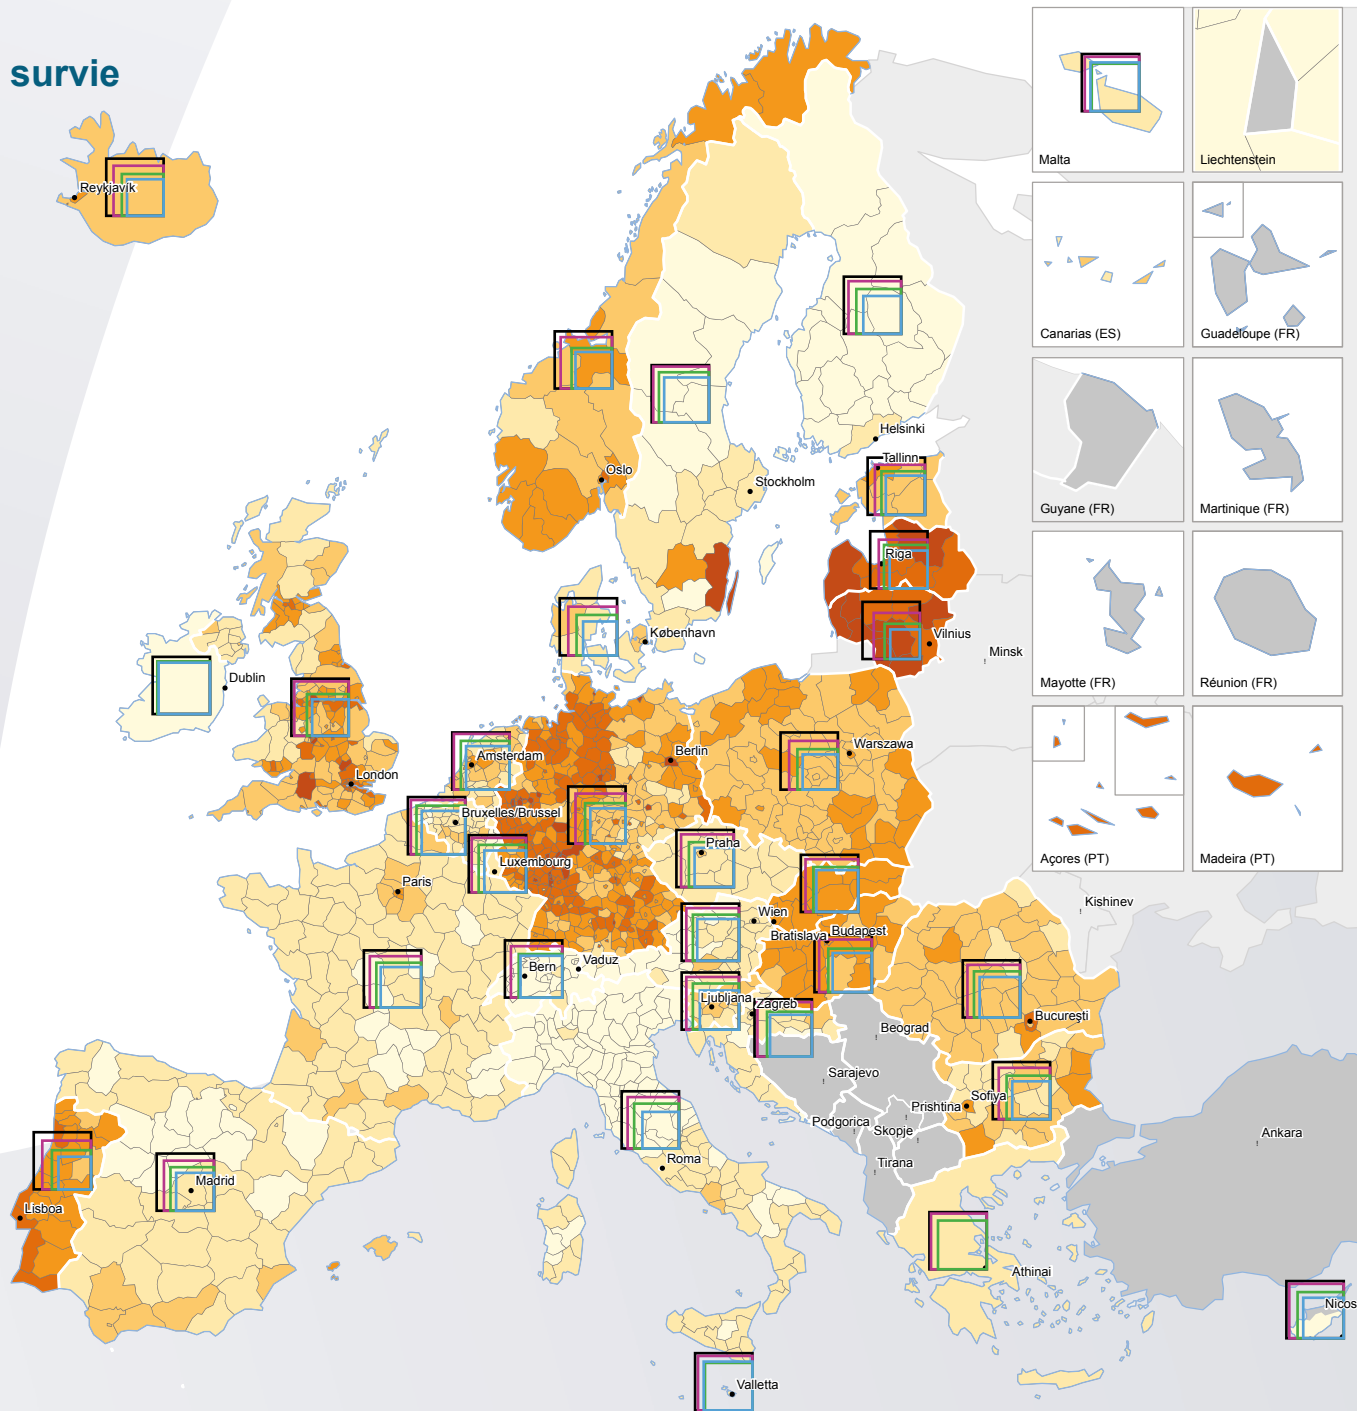 survie
Reykjavík
Malta
Liechtenstein
Canarias (ES)
Guadeloupe (FR)
Guyane (FR)
Martinique (FR)
Mayotte (FR)
Réunion (FR)
Açores (PT)
Madeira (PT)
Helsinki
Tallinn
Oslo
Stockholm
Riga
København
Vilnius
Minsk
Dublin
Amsterdam
Berlin
Warszawa
London
Bruxelles/Brussel
Luxembourg
Praha
Paris
Kishinev
Wien
Bratislava
Budapest
Bern
Vaduz
Ljubljana
Zagreb
Beograd
Bucureşti
Sarajevo
Prishtina
Sofiya
Podgorica
Skopje
Ankara
Tirana
Roma
Madrid
Lisboa
Athinai
Nicos
Valletta